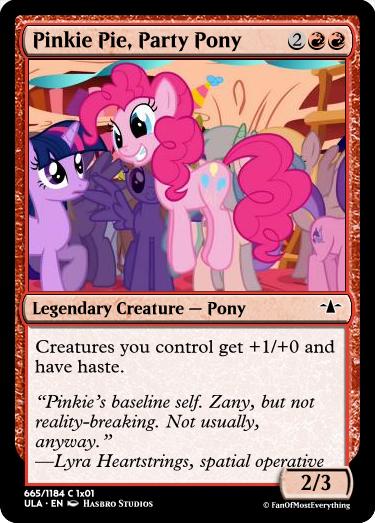 Pinkie Pie, Party Pony 2
Legendary Creature — Pony
Creatures you control get +1/+0 and
have haste.
“Pinkie’s baseline self. Zany, but not
reality-breaking. Not usually,
anyway.”
—Lyra Heartstrings, spatial operative
2/3
665/1184 C 1x01
ULA • EN Hasbro Studios
© FanOfMostEverything